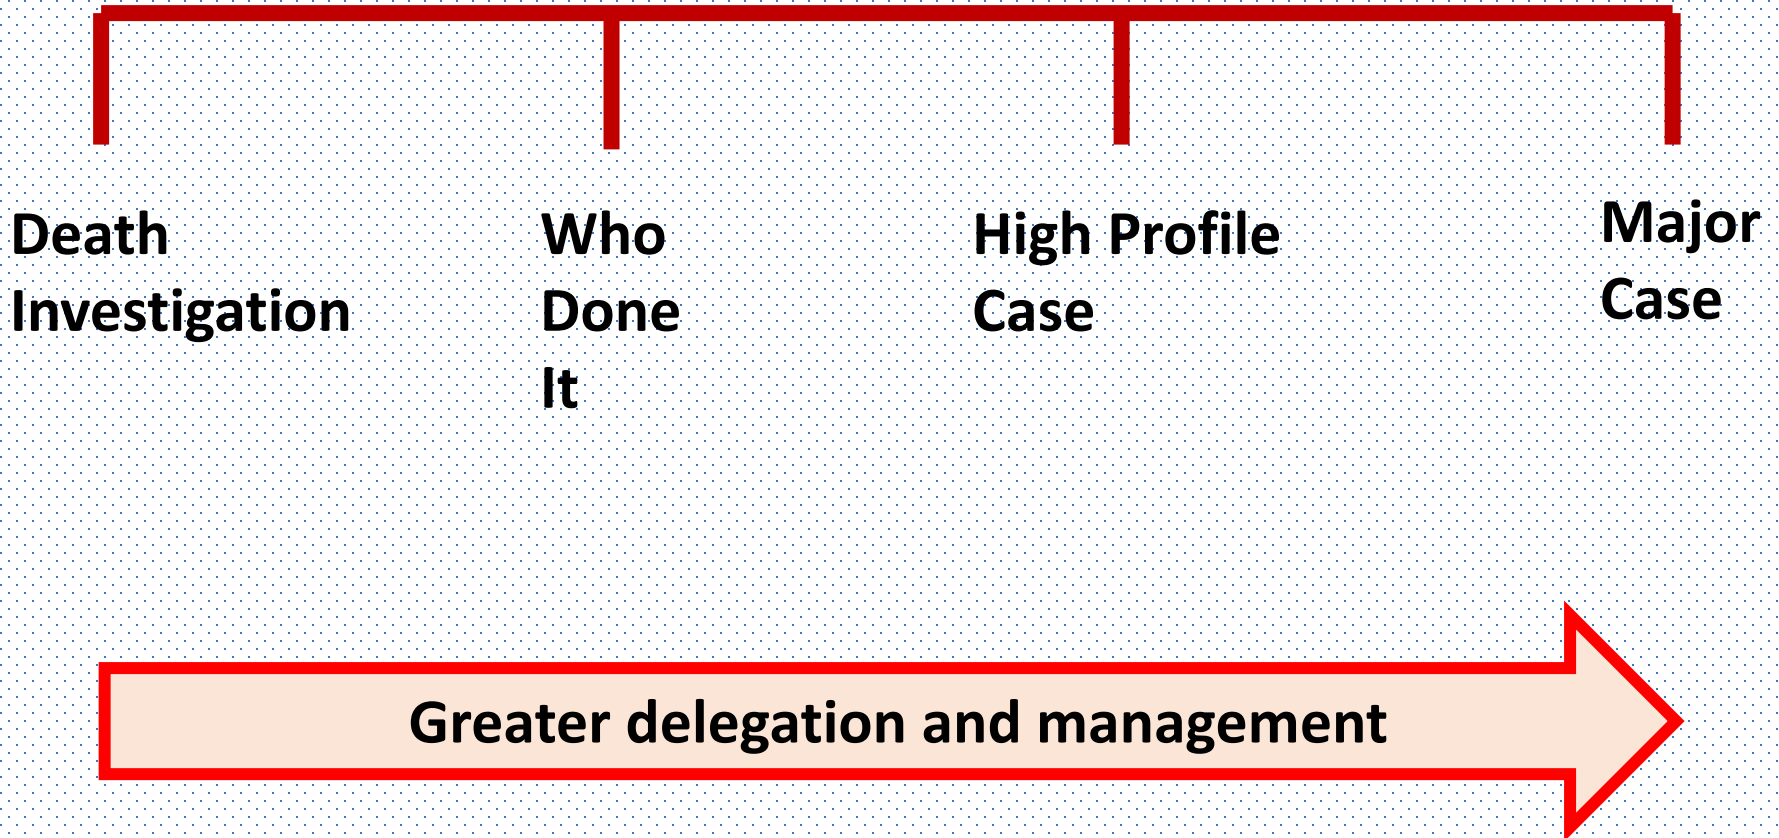 Death
Investigation
Who
Done
It
High Profile
Case
Major
Case
Greater delegation and management